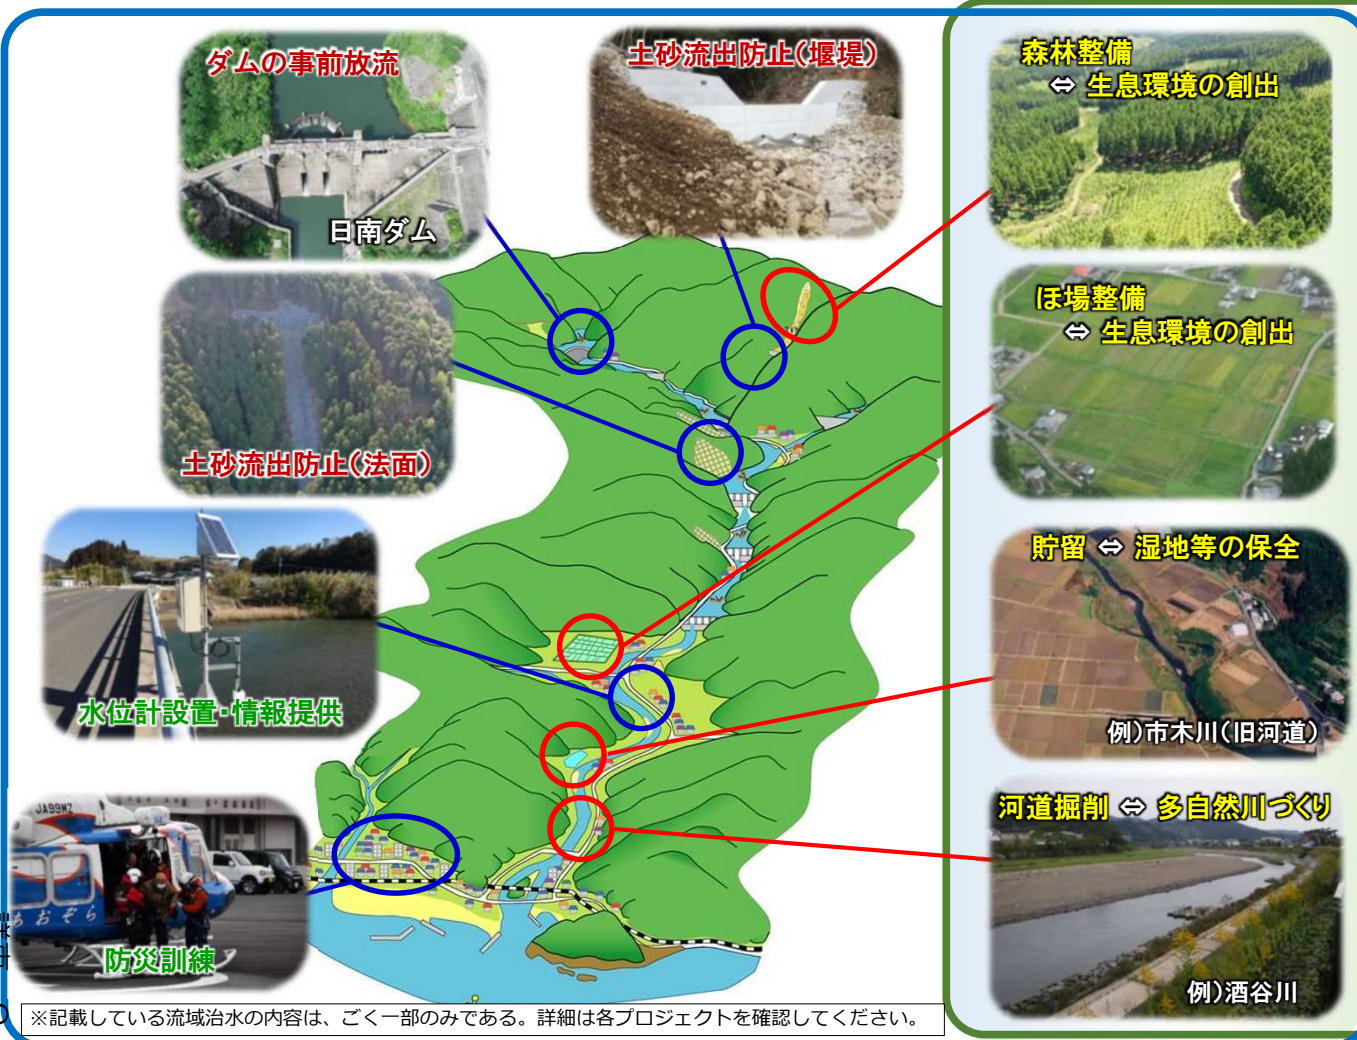 ダムの事前放流
日南ダム
土砂流出防止(堰堤)
土砂流出防止(法面)
水位計設置・情報提供
JA99MZ
あおぞら
防災訓練
森林整備
⇔ 生息環境の創出
ほ場整備
⇔ 生息環境の創出
貯留 ⇔ 湿地等の保全
例)市木川(旧河道)
河道掘削 ⇔ 多自然川づくり
例)酒谷川
※記載している流域治水の内容は、ごく一部のみである。詳細は各プロジェクトを確認してください。